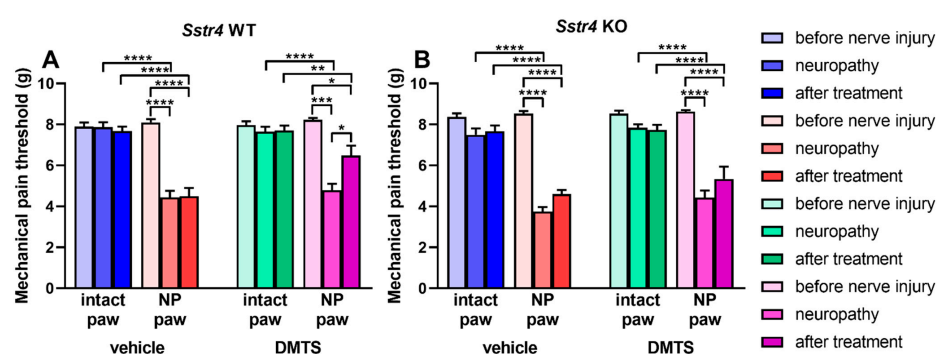 Sstr4 WT
Sstr4 KO
A
B
Mechanical pain threshold (g)
10
8
6
4
2
0
****
****
****
****
****
**
*
***
*
intact paw
NP paw
intact paw
NP paw
vehicle
DMTS
Mechanical pain threshold (g)
10
8
6
4
2
0
****
****
****
****
****
****
****
****
intact paw
NP paw
intact paw
NP paw
vehicle
DMTS
before nerve injury
neuropathy
after treatment
before nerve injury
neuropathy
after treatment
before nerve injury
neuropathy
after treatment
before nerve injury
neuropathy
after treatment